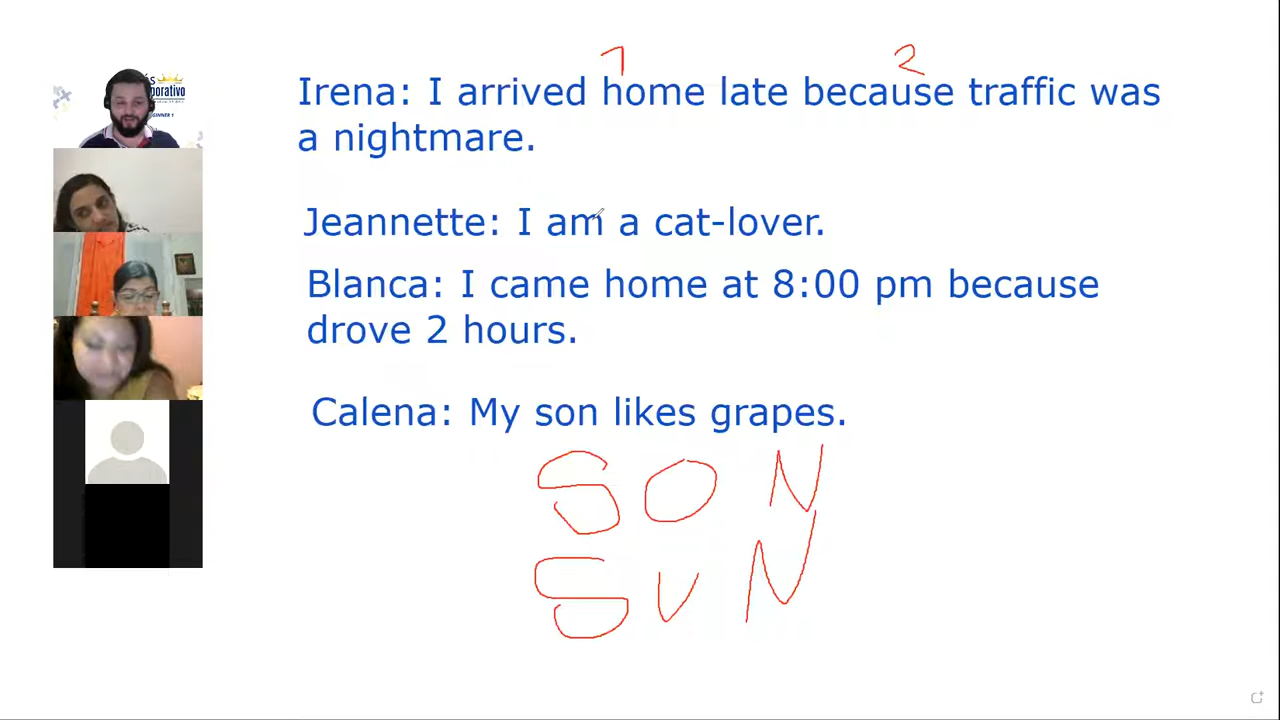 1 2
Irena: I arrived home late because traffic was
a nightmare.
Jeannette: I am a cat-lover.
Blanca: I came home at 8:00 pm because
drove 2 hours.
Calena: My son likes grapes.
SON
SUN